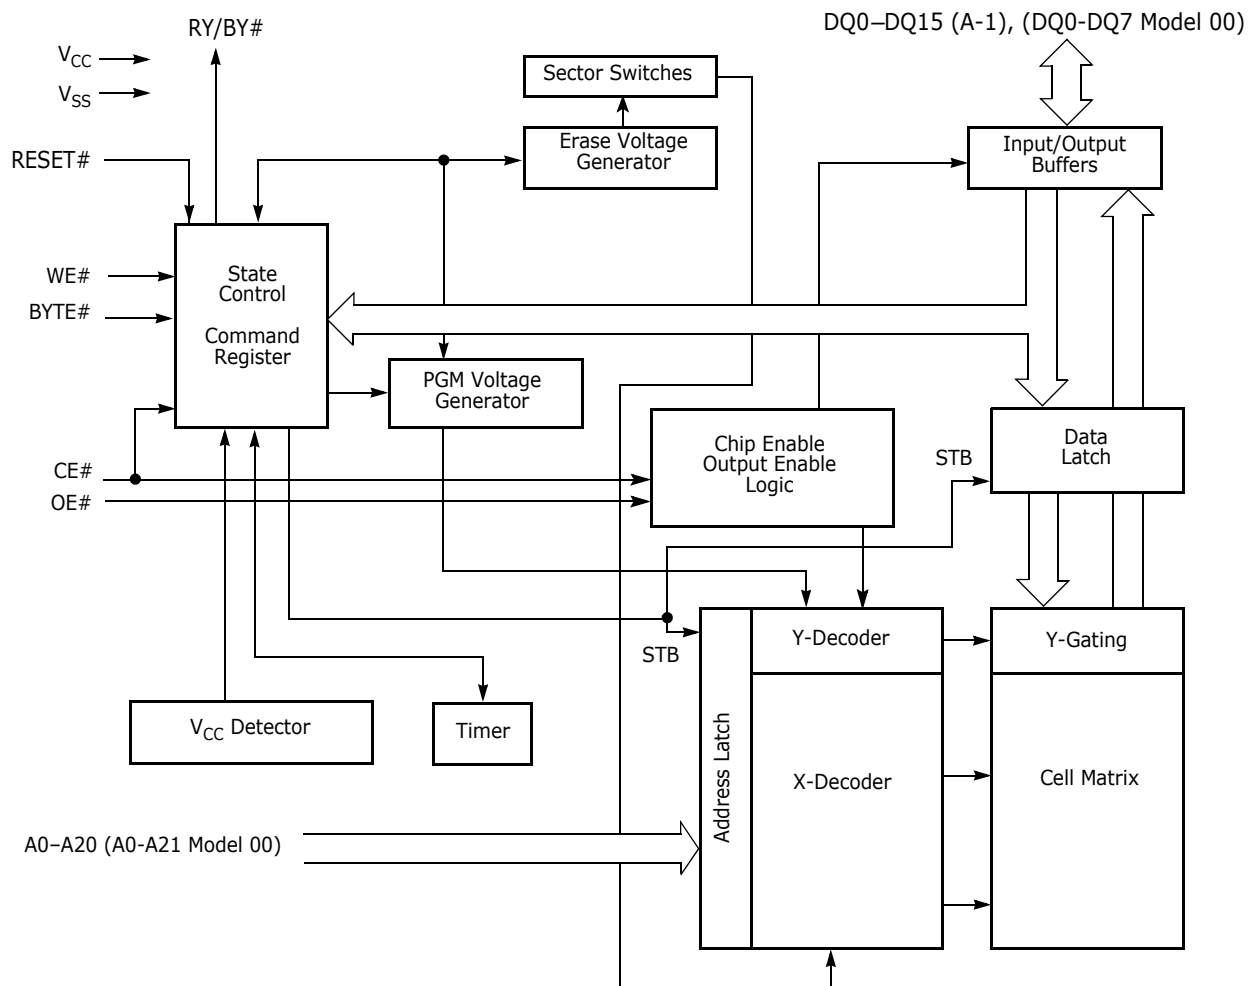 RY/BY#
DQ0–DQ15 (A-1), (DQ0-DQ7 Model 00)
VCC
VSS
Sector Switches
RESET#
Erase Voltage
Generator
Input/Output
Buffers
WE#
BYTE#
State
Control
Command
Register
PGM Voltage
Generator
CE#
OE#
Chip Enable
Output Enable
Logic
STB
Data
Latch
STB
Y-Decoder
Y-Gating
VCC Detector
Timer
Address Latch
X-Decoder
Cell Matrix
A0–A20 (A0-A21 Model 00)